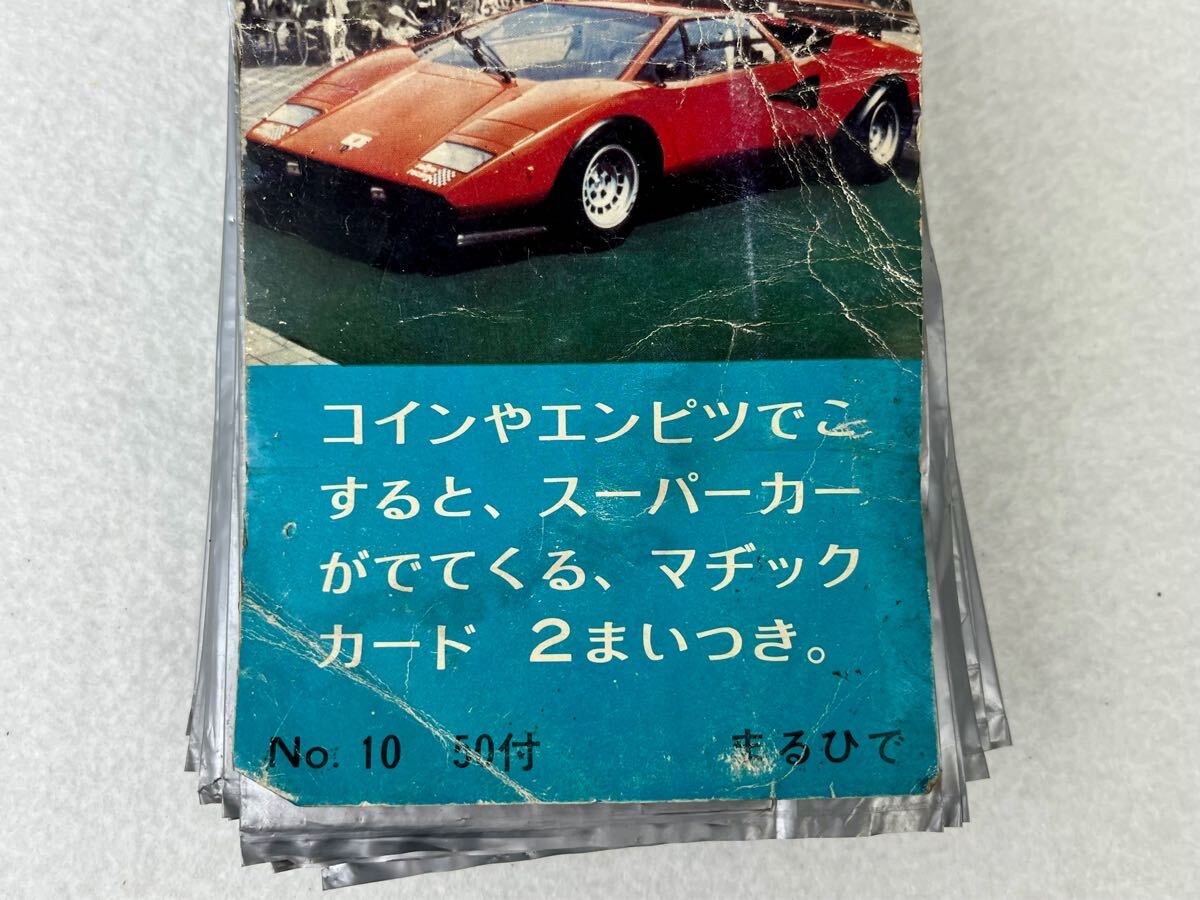 コインやエンピツでこ
すると、スーパーカー
がでてくる、マヂック
カード 2まいつき。
No. 10 50付 まるひで